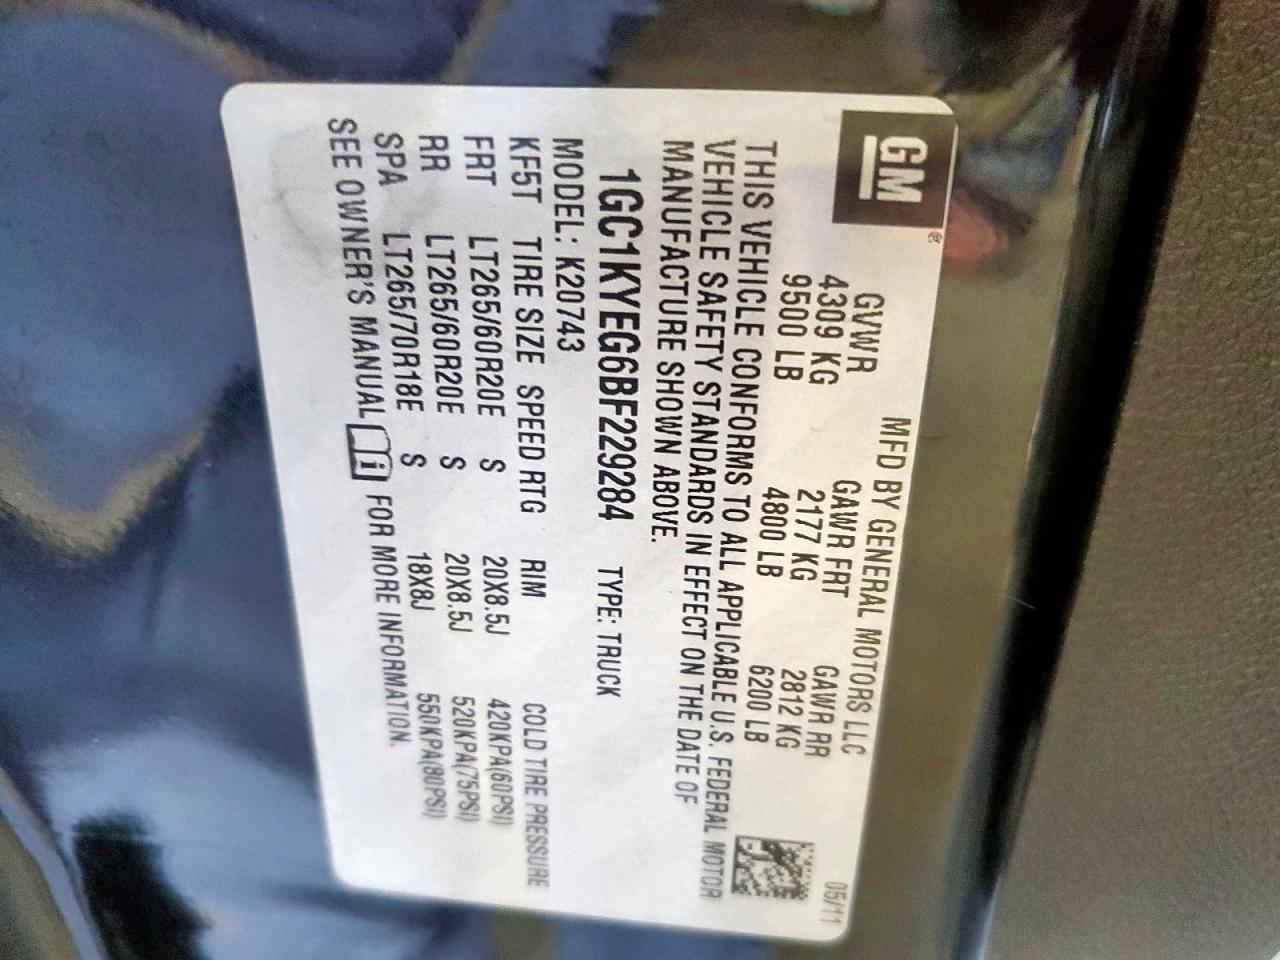 GM®
MFD BY GENERAL MOTORS LLC 05/11
GVWR GAWR FRT GAWR RR
4309 KG 2177 KG 2812 KG
9500 LB 4800 LB 6200 LB
THIS VEHICLE CONFORMS TO ALL APPLICABLE U.S. FEDERAL MOTOR
VEHICLE SAFETY STANDARDS IN EFFECT ON THE DATE OF
MANUFACTURE SHOWN ABOVE.
1GC1KYEG6BF229284 TYPE: TRUCK
MODEL: K20743
KF5T TIRE SIZE SPEED RTG RIM COLD TIRE PRESSURE
FRT LT265/60R20E S 20X8.5J 420KPA(60PSI)
RR LT265/60R20E S 20X8.5J 520KPA(75PSI)
SPA LT265/70R18E S 18X8J 550KPA(80PSI)
SEE OWNER'S MANUAL i FOR MORE INFORMATION.